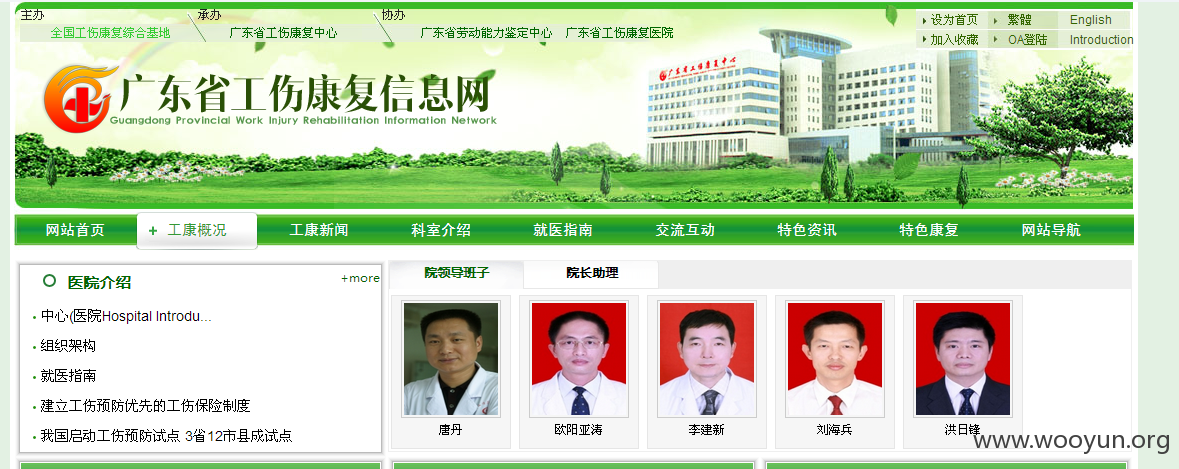 主办 承办 协办
全国工伤康复综合基地 广东省工伤康复中心 广东省劳动能力鉴定中心 广东省工伤康复医院
设为首页 繁體 English
加入收藏 OA登陆 Introduction
广东省工伤康复中心
广东省工伤康复信息网
Guangdong Provincial Work Injury Rehabilitation Information Network
网站首页 + 工康概况 工康新闻 科室介绍 就医指南 交流互动 特色资讯 特色康复 网站导航
医院介绍 +more
中心(医院Hospital Introdu...
组织架构
就医指南
建立工伤预防优先的工伤保险制度
我国启动工伤预防试点 3省12市县成试点
院领导班子 院长助理
唐丹 欧阳亚涛 李建新 刘海兵 洪日锋
www.wooyun.org